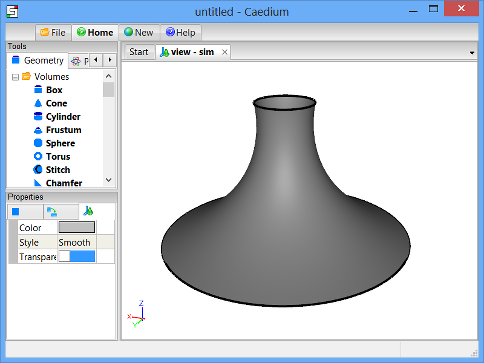 untitled - Caedium
File Home New Help
Tools
Geometry
Volumes
Box
Cone
Cylinder
Frustum
Sphere
Torus
Stitch
Chamfer
Properties
Color
Style Smooth
Transpare
Start view - sim
Z
X
Y